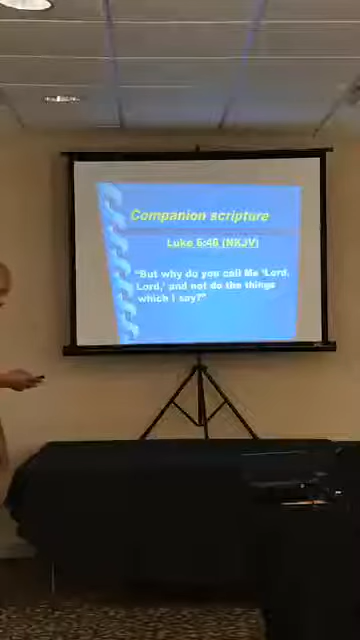 Companion scripture
Luke 6:46 (NKJV)
"But why do you call Me 'Lord,
Lord,' and not do the things
which I say?"